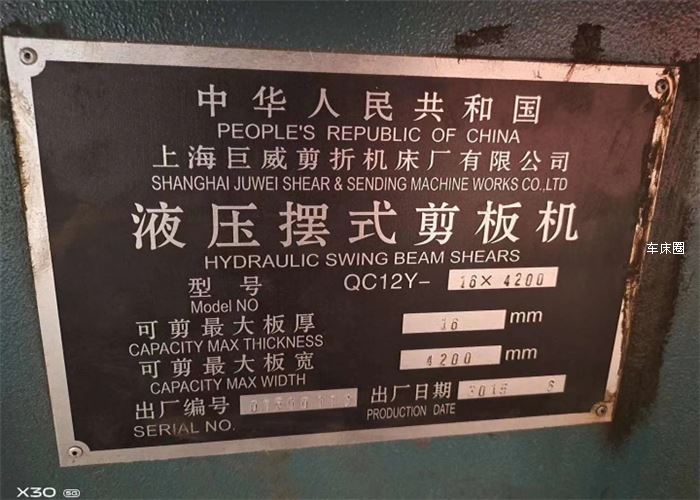 中华人民共和国
PEOPLE'S REPUBLIC OF CHINA
上海巨威剪折机床厂有限公司
SHANGHAI JUWEI SHEAR & SENDING MACHINE WORKS CO.,LTD
液压摆式剪板机
HYDRAULIC SWING BEAM SHEARS
型号 QC12Y- 16×4200
Model NO
可剪最大板厚 16 mm
CAPACITY MAX THICKNESS
可剪最大板宽 4200 mm
CAPACITY MAX WIDTH
出厂编号 出厂日期
SERIAL NO. PRODUCTION DATE
车床圈
X30 5G